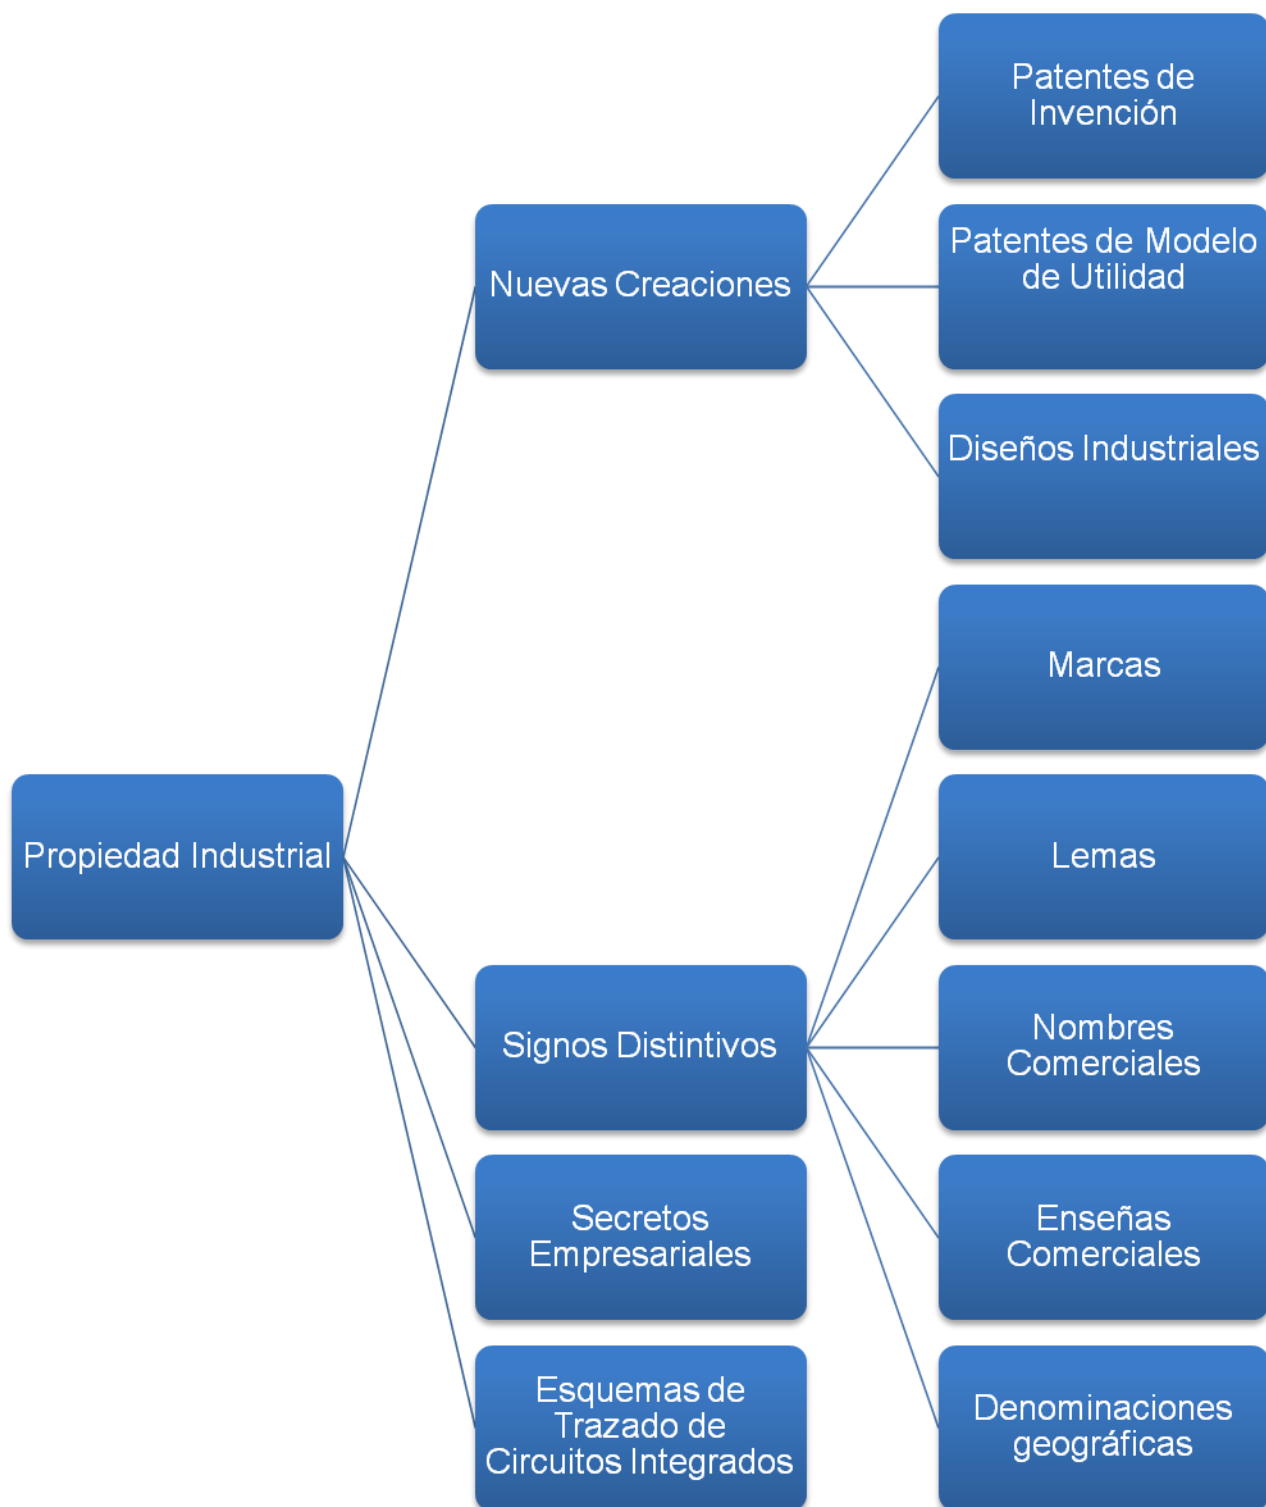 Propiedad Industrial
Nuevas Creaciones
Patentes de
Invención
Patentes de Modelo
de Utilidad
Diseños Industriales
Signos Distintivos
Marcas
Lemas
Nombres
Comerciales
Enseñas
Comerciales
Denominaciones
geográficas
Secretos
Empresariales
Esquemas de
Trazado de
Circuitos Integrados